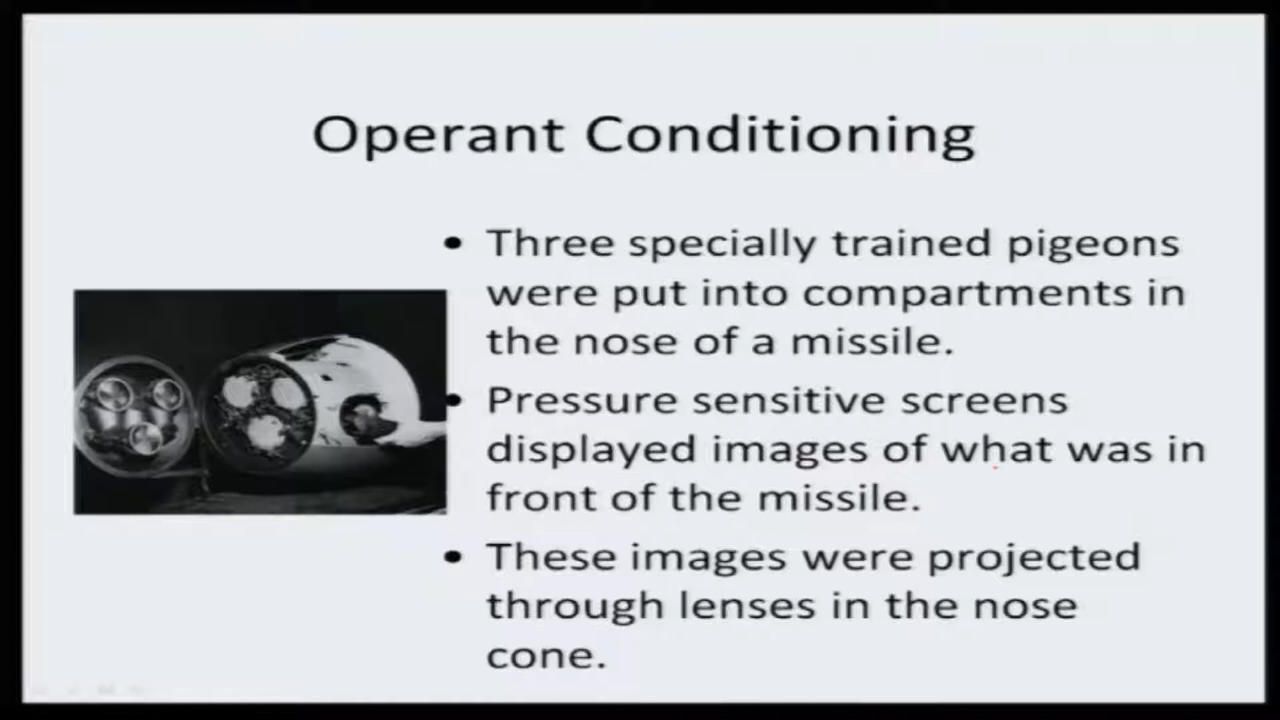 Operant Conditioning
• Three specially trained pigeons
were put into compartments in
the nose of a missile.
• Pressure sensitive screens
displayed images of what was in
front of the missile.
• These images were projected
through lenses in the nose
cone.